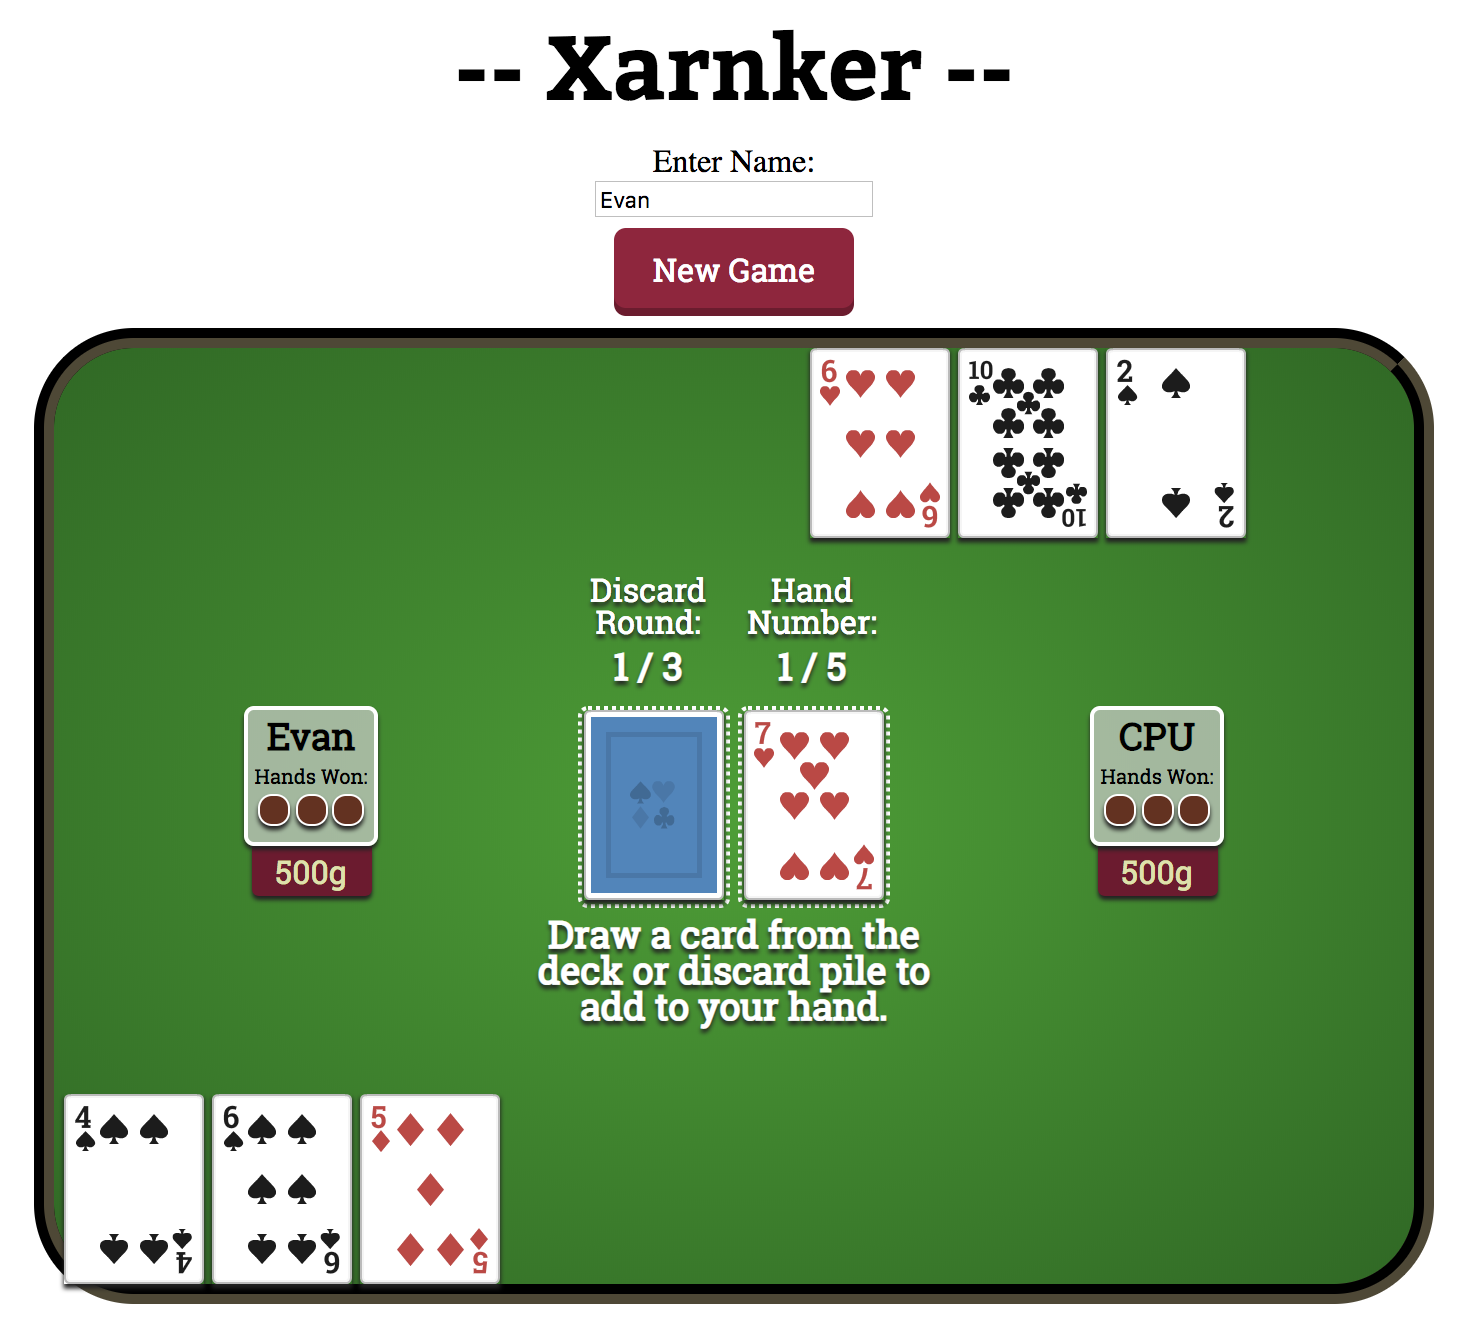 -- Xarnker --
Enter Name:
Evan
New Game
6
9
10
10
2
2
Discard
Round:
1 / 3
Hand
Number:
1 / 5
Evan
Hands Won:
500g
7
7
CPU
Hands Won:
500g
Draw a card from the
deck or discard pile to
add to your hand.
4
4
6
6
5
5